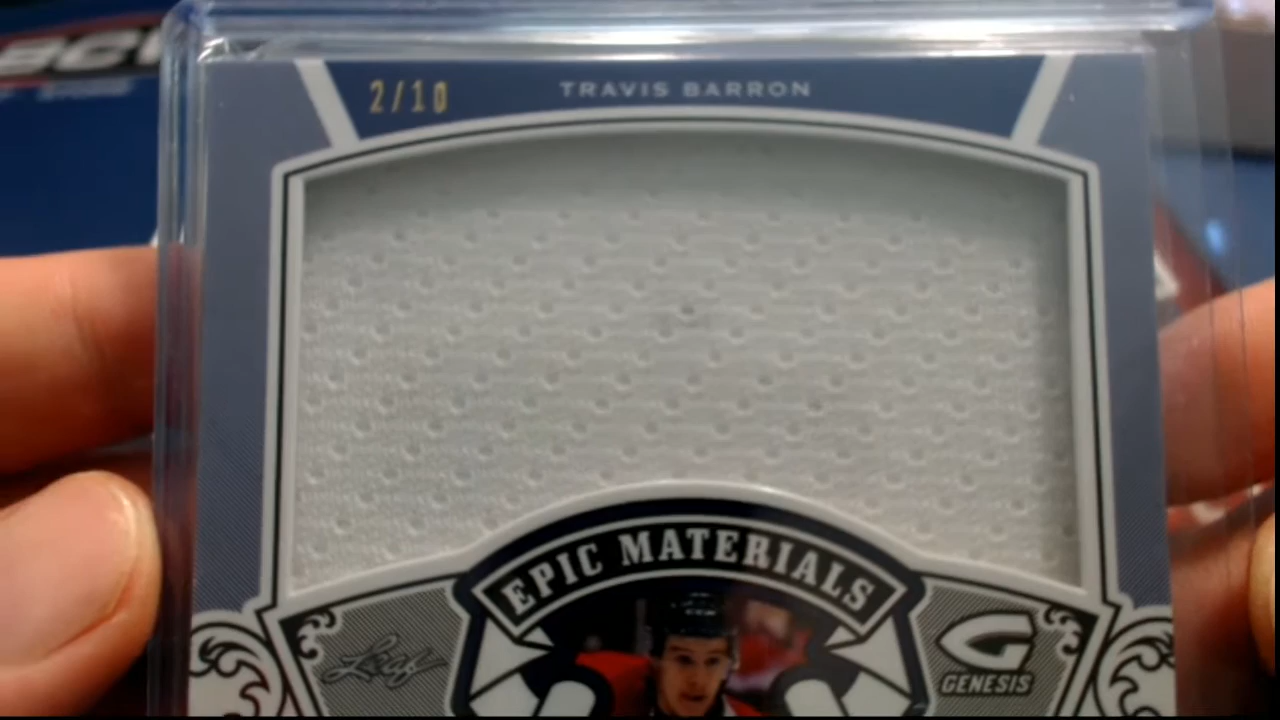 2/10
TRAVIS BARRON
EPIC MATERIALS
Leaf
GENESIS